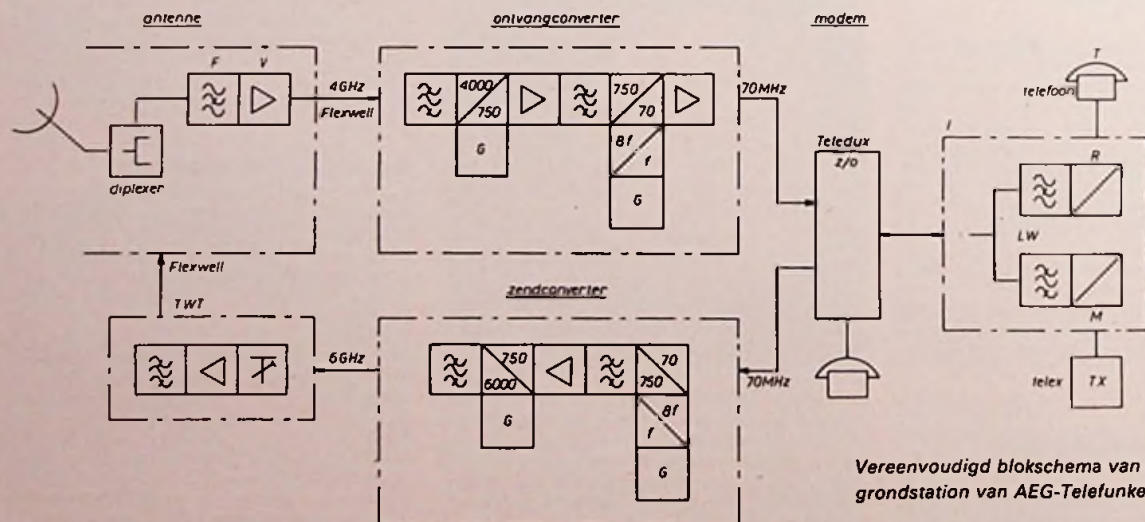 antenne
ontvangconverter
modem
F V
4GHz
Flexwell
4000
750
750
70
70MHz
G
8f
f
G
diplexer
Teledux
z/o
T
telefoon
I
R
LW
M
telex
TX
Flexwell
TWT
zendconverter
6GHz
750
6000
70
750
70MHz
G
8f
f
G
Vereenvoudigd blokschema van
grondstation van AEG-Telefunke